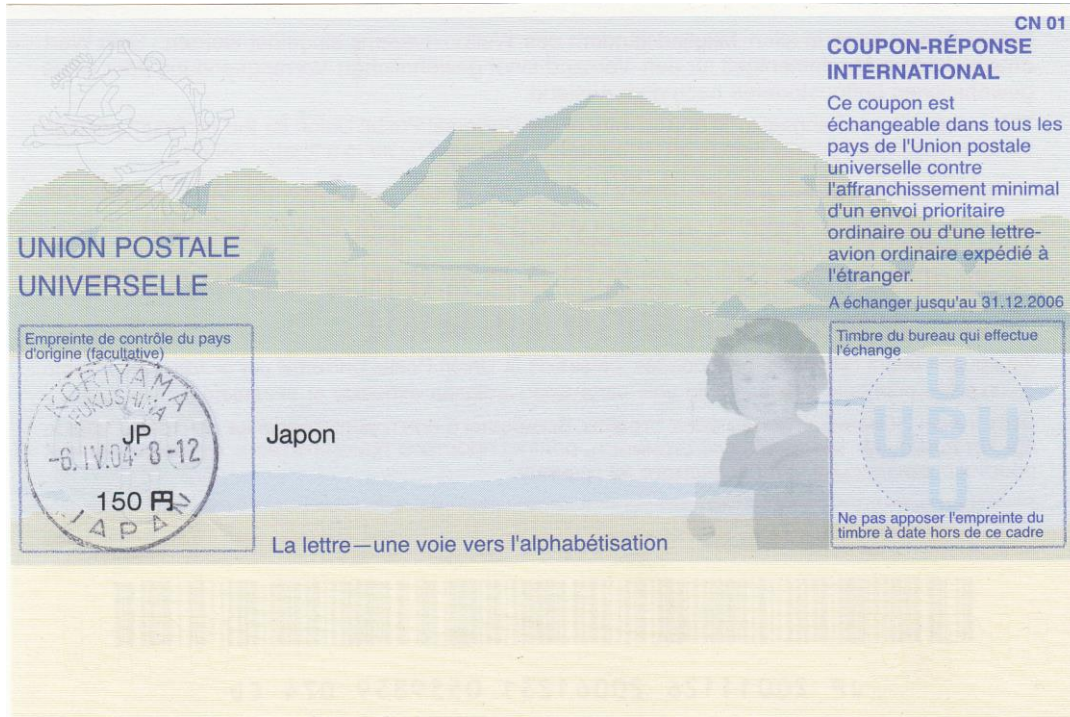 CN 01
COUPON-RÉPONSE
INTERNATIONAL
Ce coupon est
échangeable dans tous les
pays de l'Union postale
universelle contre
l'affranchissement minimal
d'un envoi prioritaire
ordinaire ou d'une lettre-
avion ordinaire expédié à
l'étranger.
A échanger jusqu'au 31.12.2006
UNION POSTALE
UNIVERSELLE
Empreinte de contrôle du pays
d'origine (facultative)
KORIYAMA
FUKUSHIMA
JP
-6.IV.04 8-12
150 円
JAPAN
Japon
La lettre—une voie vers l'alphabétisation
Timbre du bureau qui effectue
l'échange
U
UPU
U
Ne pas apposer l'empreinte du
timbre à date hors de ce cadre